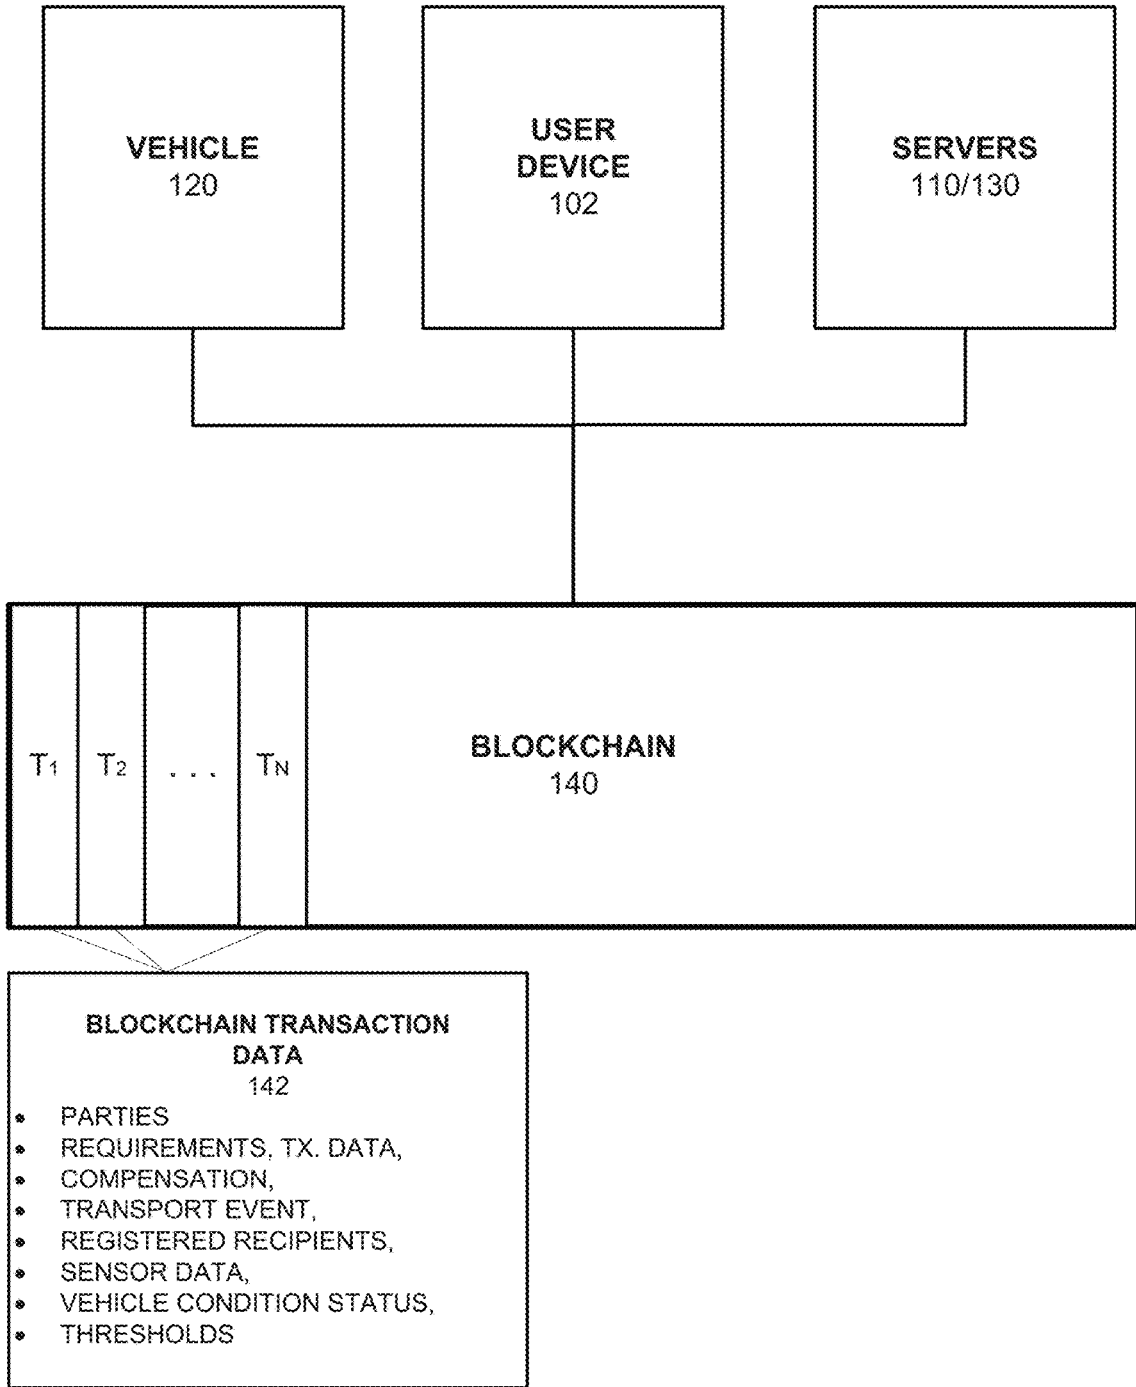 VEHICLE
120
USER
DEVICE
102
SERVERS
110/130
T1
T2
. . .
TN
BLOCKCHAIN
140
BLOCKCHAIN TRANSACTION
DATA
142
• PARTIES
• REQUIREMENTS, TX. DATA,
• COMPENSATION,
• TRANSPORT EVENT,
• REGISTERED RECIPIENTS,
• SENSOR DATA,
• VEHICLE CONDITION STATUS,
• THRESHOLDS